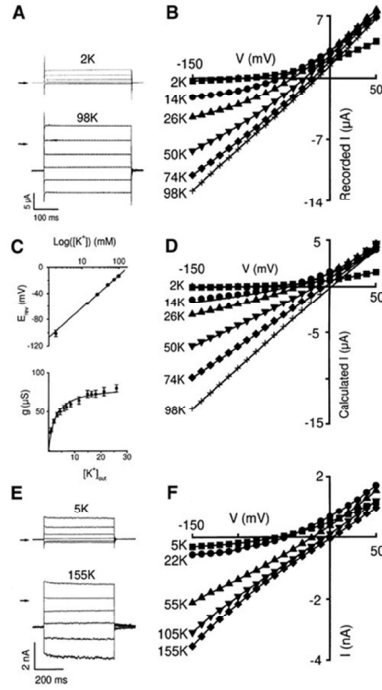 A
2K
98K
5 µA
100 ms
B
-150
V (mV)
50
7
2K
14K
26K
50K
74K
98K
-7
-14
Recorded I (µA)
C
Log([K⁺]) (mM)
1
10
100
0
-40
-80
-120
E rev (mV)
g(µS)
50
0
10
20
30
[K⁺]out
D
-150
V (mV)
50
5
2K
14K
26K
50K
74K
98K
-5
-15
Calculated I (µA)
E
5K
155K
2 nA
200 ms
F
-150
V (mV)
50
2
5K
22K
55K
105K
155K
-2
-4
I (nA)